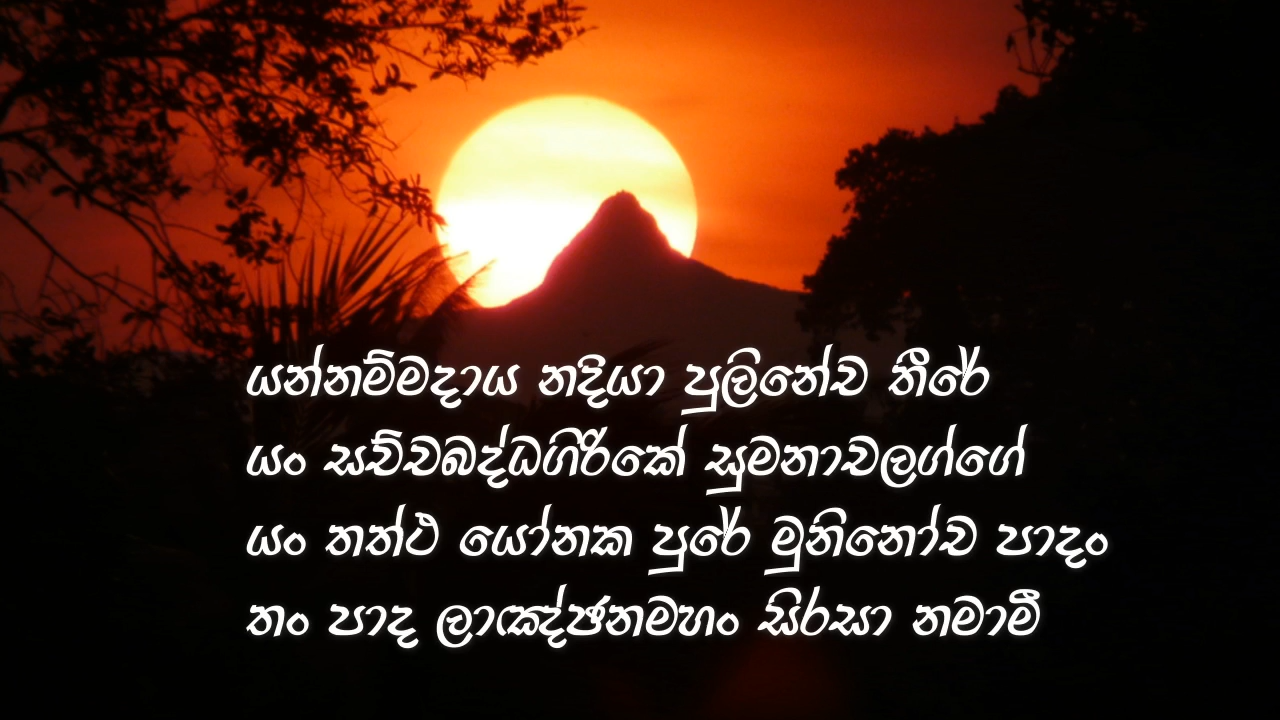 යන්නම්මදාය නදියා පුලිනේච තීරේ
යං සච්චබද්ධගිරිකේ සුමනාචලග්ගේ
යං තත්ථ යෝනක පුරේ මුනිනෝච පාදං
තං පාද ලාඤ්ඡනමහං සිරසා නමාමී